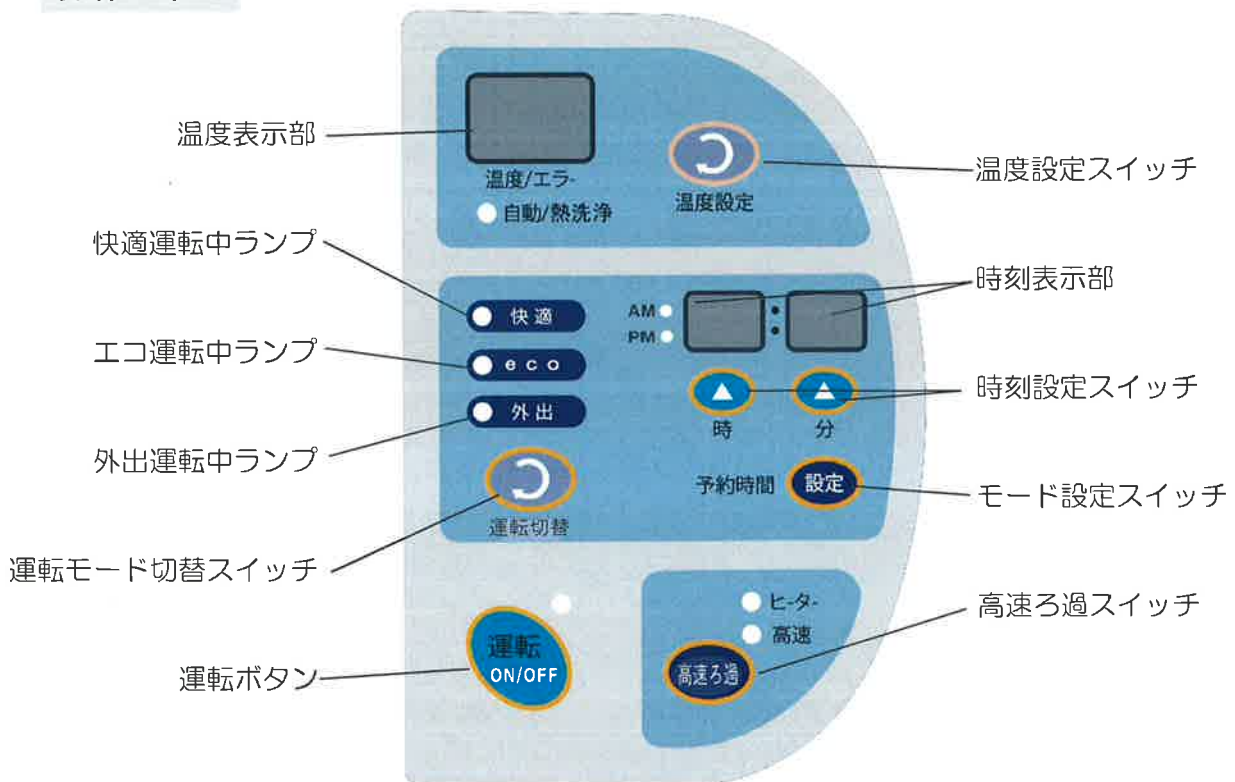 温度表示部
温度/エラ-
自動/熱洗浄
温度設定
温度設定スイッチ
快適運転中ランプ
エコ運転中ランプ
外出運転中ランプ
快適
eco
外出
AM
PM
:
時刻表示部
時
分
時刻設定スイッチ
運転切替
予約時間
設定
モード設定スイッチ
運転モード切替スイッチ
運転
ON/OFF
運転ボタン
ヒ-タ-
高速
高速ろ過
高速ろ過スイッチ